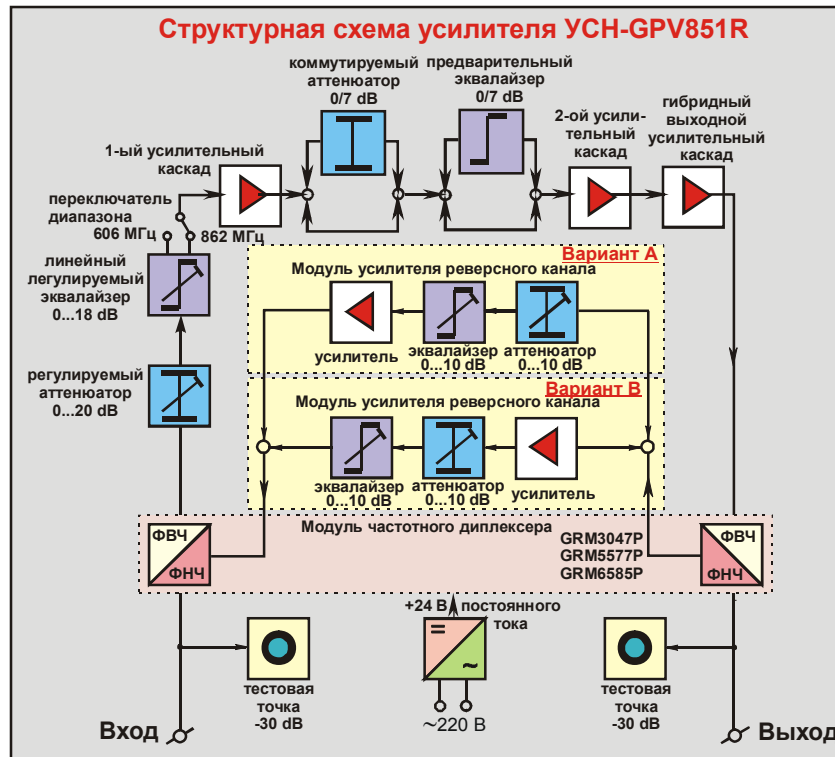 Структурная схема усилителя УСН-GPV851R
коммутируемый
аттенюатор
0/7 dB
предварительный
эквалайзер
0/7 dB
2-ой усили-
тельный
каскад
гибридный
выходной
усилительный
каскад
1-ый усилительный
каскад
переключатель
диапазона
606 МГц
862 МГц
линейный
легулируемый
эквалайзер
0...18 dB
регулируемый
аттенюатор
0...20 dB
Вариант А
Модуль усилителя реверсного канала
усилитель
эквалайзер
0...10 dB
аттенюатор
0...10 dB
Вариант В
Модуль усилителя реверсного канала
эквалайзер
0...10 dB
аттенюатор
0...10 dB
усилитель
Модуль частотного диплексера
GRM3047P
GRM5577P
GRM6585P
ФВЧ
ФНЧ
ФВЧ
ФНЧ
+24 В постоянного
тока
=
~
~220 В
тестовая
точка
-30 dB
тестовая
точка
-30 dB
Вход
Выход